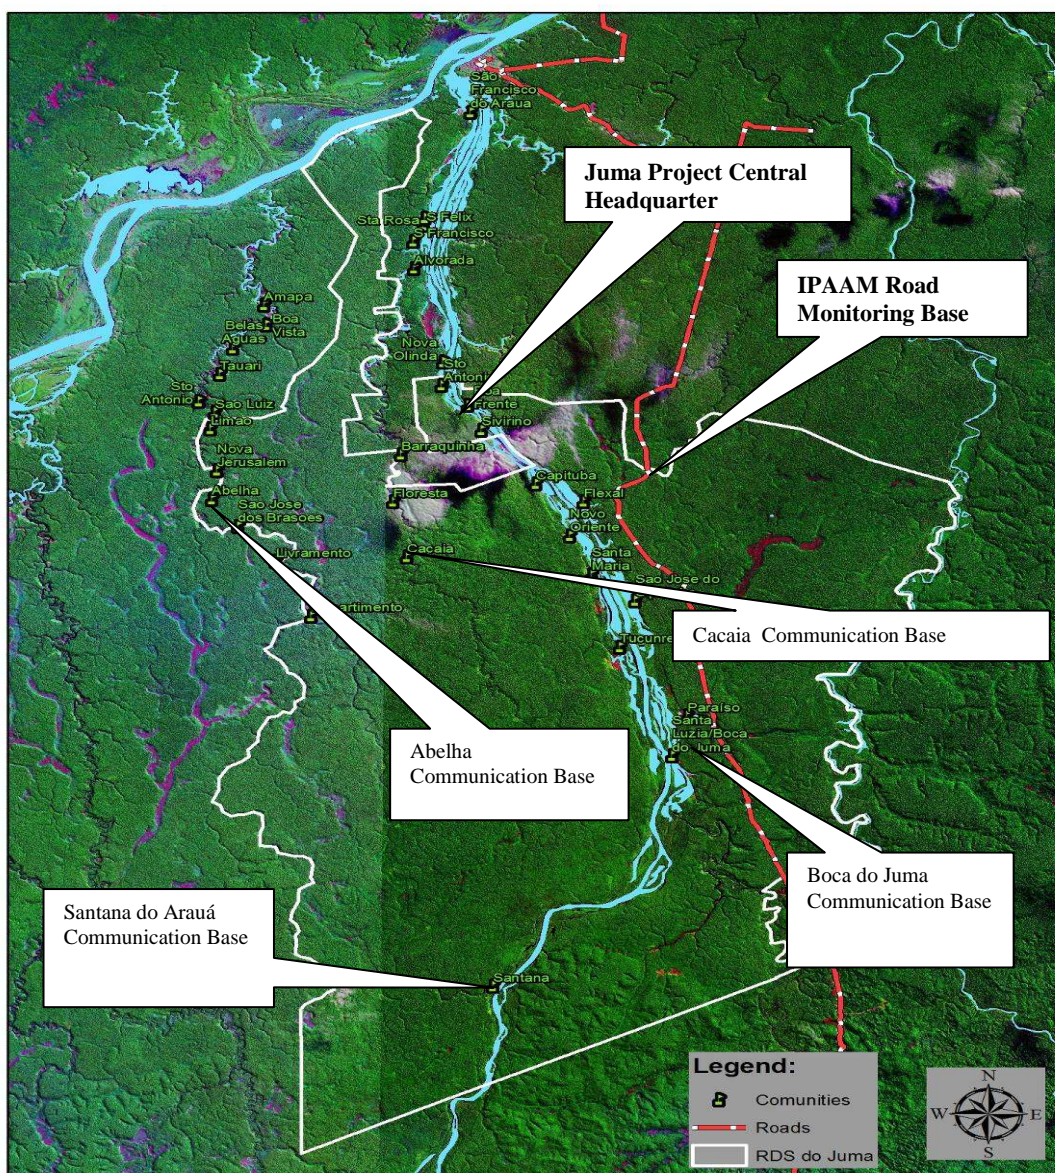 São
Francisco
do Araua
Juma Project Central
Headquarter
Sta Rosa
S Felix
S Francisco
Alvorada
IPAAM Road
Monitoring Base
Amapa
Boa
Vista
Belas
Aguas
Tauari
Nova
Olinda
Sto
Antoni
Frente
Sto
Antonio
Sao Luiz
Limao
Sivirino
Barraquinha
Nova
Jerusalem
Capituba
Abelha
Floresta
Flexal
Sao Jose
dos Brasoes
Novo
Oriente
Livramento
Cacaia
Santa
Maria
Sao Jose do
artimento
Cacaia Communication Base
Tucunre
Paraíso
Santa
Luzia/Boca
do Juma
Abelha
Communication Base
Boca do Juma
Communication Base
Santana do Arauá
Communication Base
Santana
Legend:
Comunities
Roads
RDS do Juma
N
W
E
S